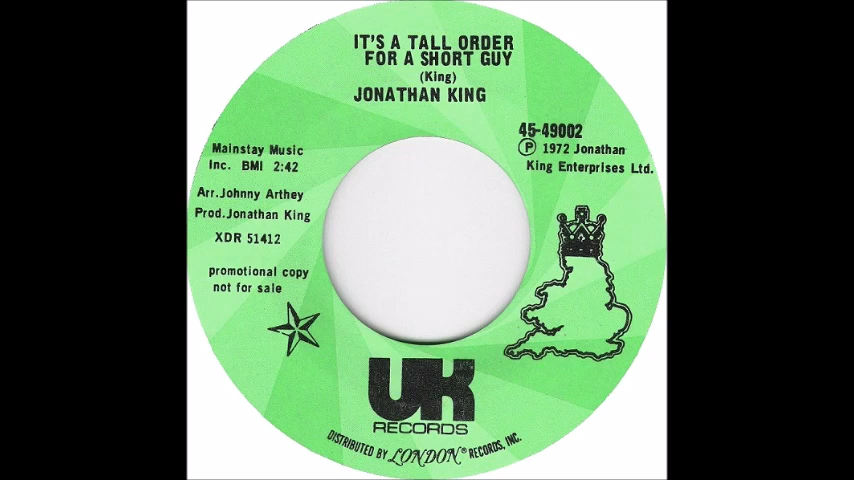 IT'S A TALL ORDER
FOR A SHORT GUY
(King)
JONATHAN KING
45-49002
Ⓟ 1972 Jonathan
King Enterprises Ltd.
Mainstay Music
Inc. BMI 2:42
Arr.Johnny Arthey
Prod.Jonathan King
XDR 51412
promotional copy
not for sale
UK
RECORDS
DISTRIBUTED BY LONDON® RECORDS, INC.